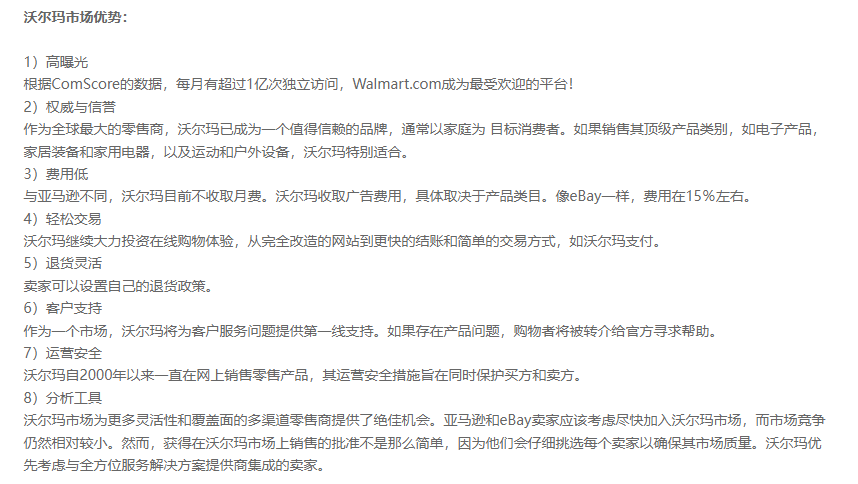 沃尔玛市场优势：
1）高曝光
根据ComScore的数据，每月有超过1亿次独立访问，Walmart.com成为最受欢迎的平台！
2）权威与信誉
作为全球最大的零售商，沃尔玛已成为一个值得信赖的品牌，通常以家庭为 目标消费者。如果销售其顶级产品类别，如电子产品，
家居装备和家用电器，以及运动和户外设备，沃尔玛特别适合。
3）费用低
与亚马逊不同，沃尔玛目前不收取月费。沃尔玛收取广告费用，具体取决于产品类目。像eBay一样，费用在15%左右。
4）轻松交易
沃尔玛继续大力投资在线购物体验，从完全改造的网站到更快的结账和简单的交易方式，如沃尔玛支付。
5）退货灵活
卖家可以设置自己的退货政策。
6）客户支持
作为一个市场，沃尔玛将为客户服务问题提供第一线支持。如果存在产品问题，购物者将被转介给官方寻求帮助。
7）运营安全
沃尔玛自2000年以来一直在网上销售零售产品，其运营安全措施旨在同时保护买方和卖方。
8）分析工具
沃尔玛市场为更多灵活性和覆盖面的多渠道零售商提供了绝佳机会。亚马逊和eBay卖家应该考虑尽快加入沃尔玛市场，而市场竞争
仍然相对较小。然而，获得在沃尔玛市场上销售的批准不是那么简单，因为他们会仔细挑选每个卖家以确保其市场质量。沃尔玛优
先考虑与全方位服务解决方案提供商集成的卖家。